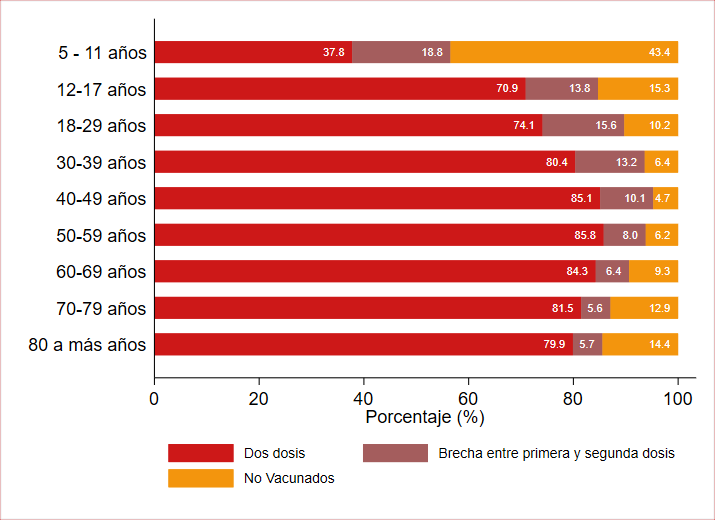 5 - 11 años 37.8 18.8 43.4
12-17 años 70.9 13.8 15.3
18-29 años 74.1 15.6 10.2
30-39 años 80.4 13.2 6.4
40-49 años 85.1 10.1 4.7
50-59 años 85.8 8.0 6.2
60-69 años 84.3 6.4 9.3
70-79 años 81.5 5.6 12.9
80 a más años 79.9 5.7 14.4
0 20 40 60 80 100
Porcentaje (%)
Dos dosis Brecha entre primera y segunda dosis
No Vacunados